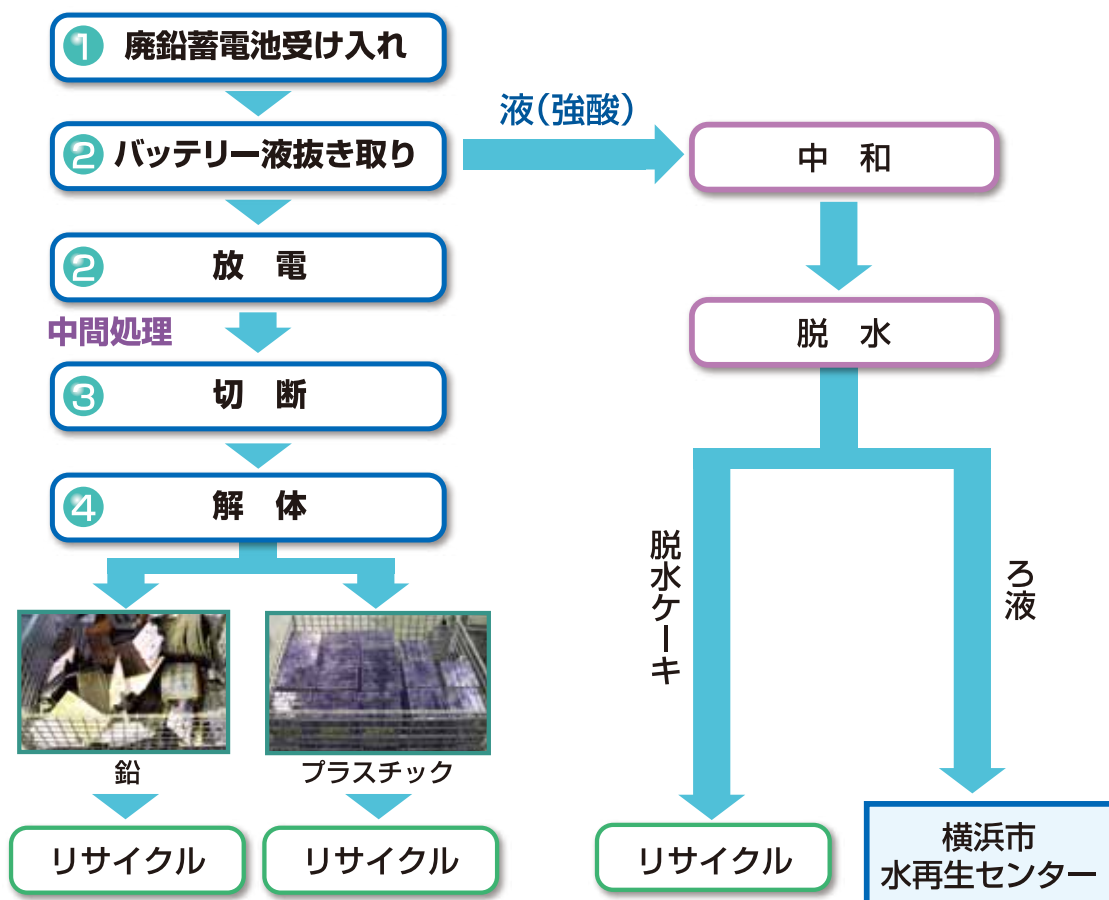 ① 廃鉛蓄電池受け入れ
② バッテリー液抜き取り
液(強酸)
中　和
② 放　電
中間処理
脱　水
③ 切　断
④ 解　体
脱水ケーキ
ろ液
鉛
プラスチック
リサイクル
リサイクル
リサイクル
横浜市
水再生センター